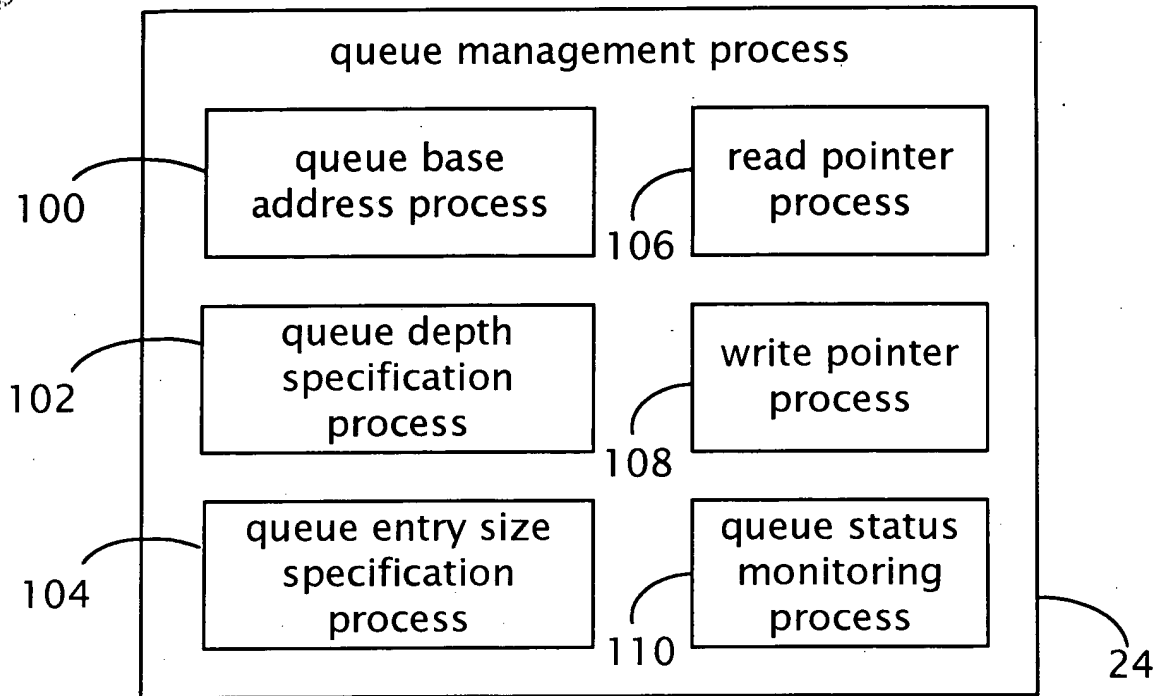 queue management process
queue base
address process
100
read pointer
process
106
queue depth
specification
process
102
write pointer
process
108
queue entry size
specification
process
104
queue status
monitoring
process
110
24